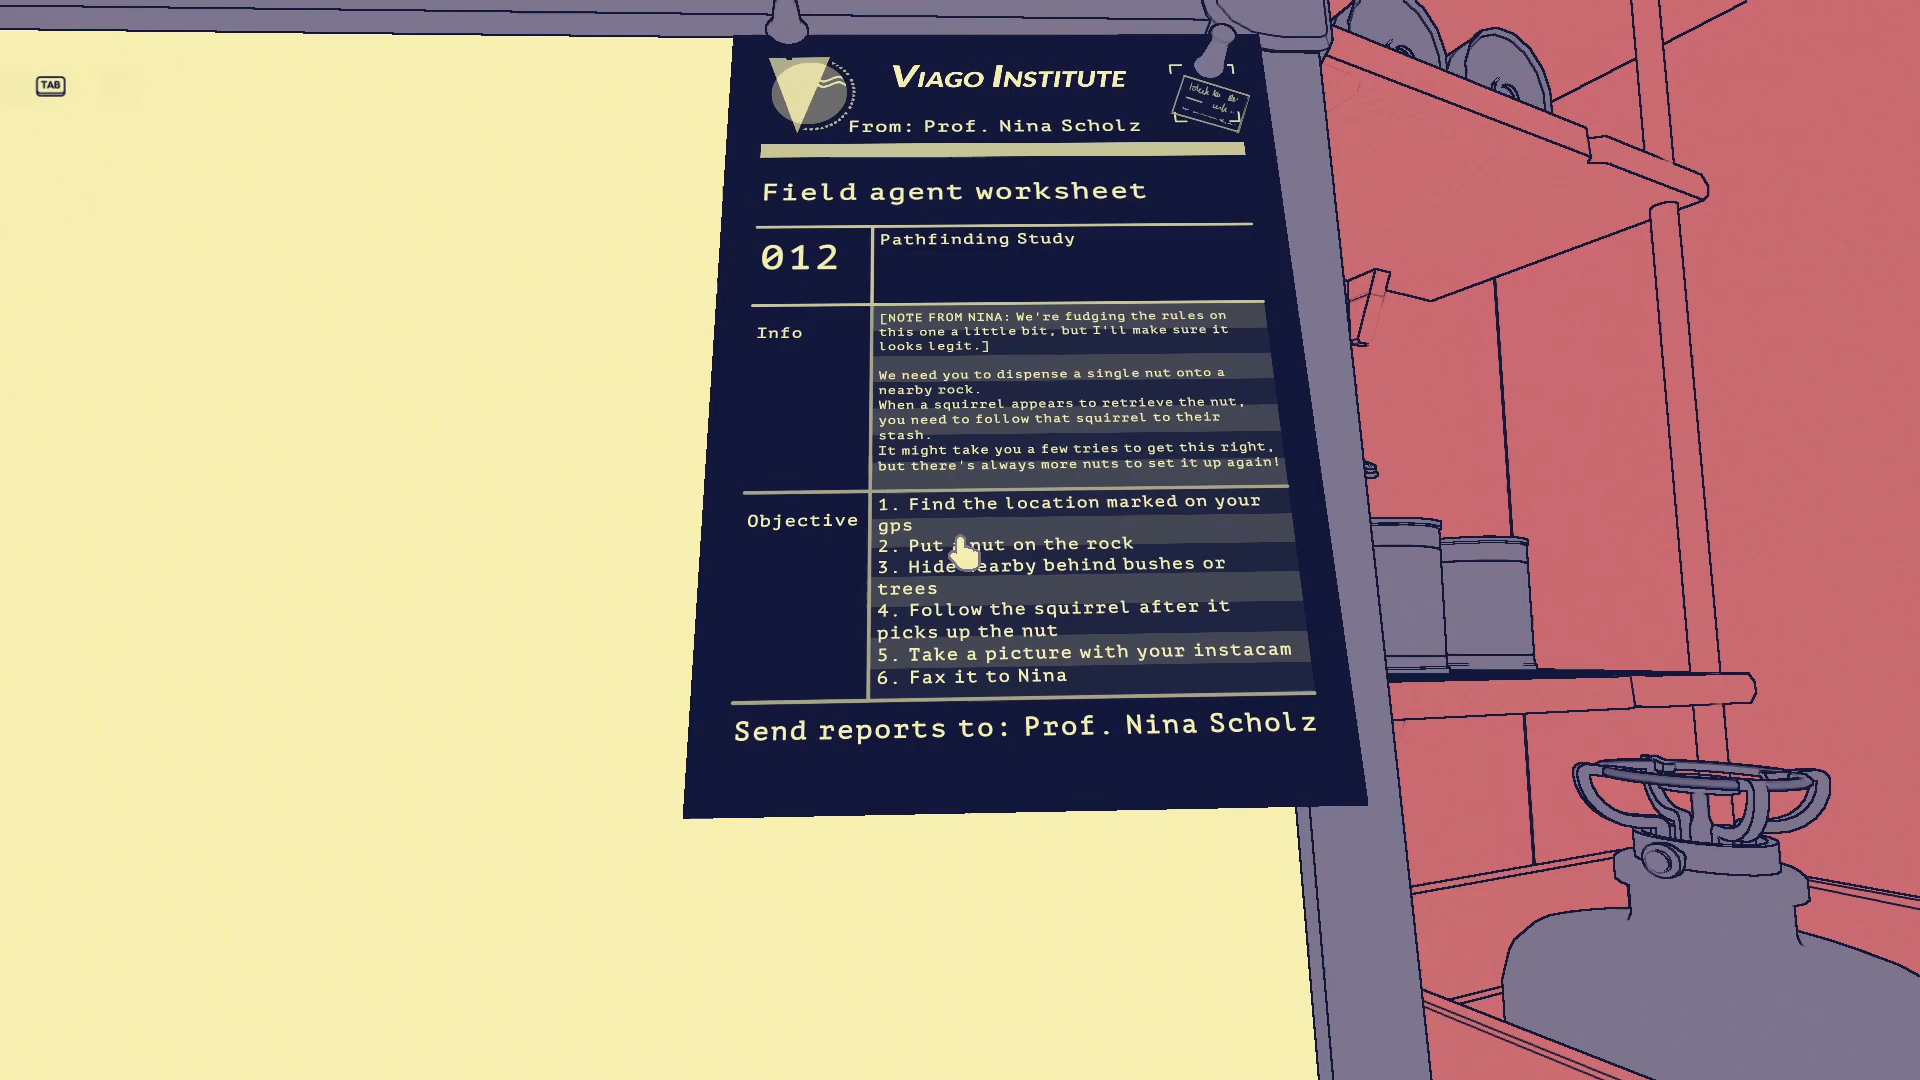 TAB
VIAGO INSTITUTE
From: Prof. Nina Scholz
Field agent worksheet
012
Pathfinding Study
Info
[NOTE FROM NINA: We're fudging the rules on
this one a little bit, but I'll make sure it
looks legit.]
We need you to dispense a single nut onto a
nearby rock.
When a squirrel appears to retrieve the nut,
you need to follow that squirrel to their
stash.
It might take you a few tries to get this right,
but there's always more nuts to set it up again!
Objective
1. Find the location marked on your
gps
2. Put nut on the rock
3. Hide nearby behind bushes or
trees
4. Follow the squirrel after it
picks up the nut
5. Take a picture with your instacam
6. Fax it to Nina
Send reports to: Prof. Nina Scholz